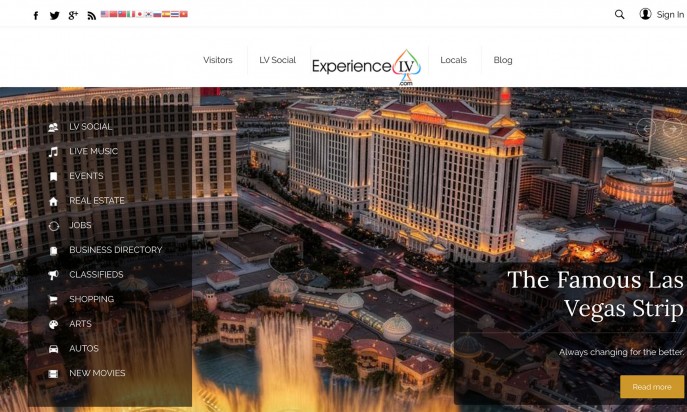 Sign In
Visitors
LV Social
Experience LV
.com
Locals
Blog
LV SOCIAL
LIVE MUSIC
EVENTS
REAL ESTATE
JOBS
BUSINESS DIRECTORY
CLASSIFIEDS
SHOPPING
ARTS
AUTOS
NEW MOVIES
The Famous Las
Vegas Strip
Always changing for the better.
Read more